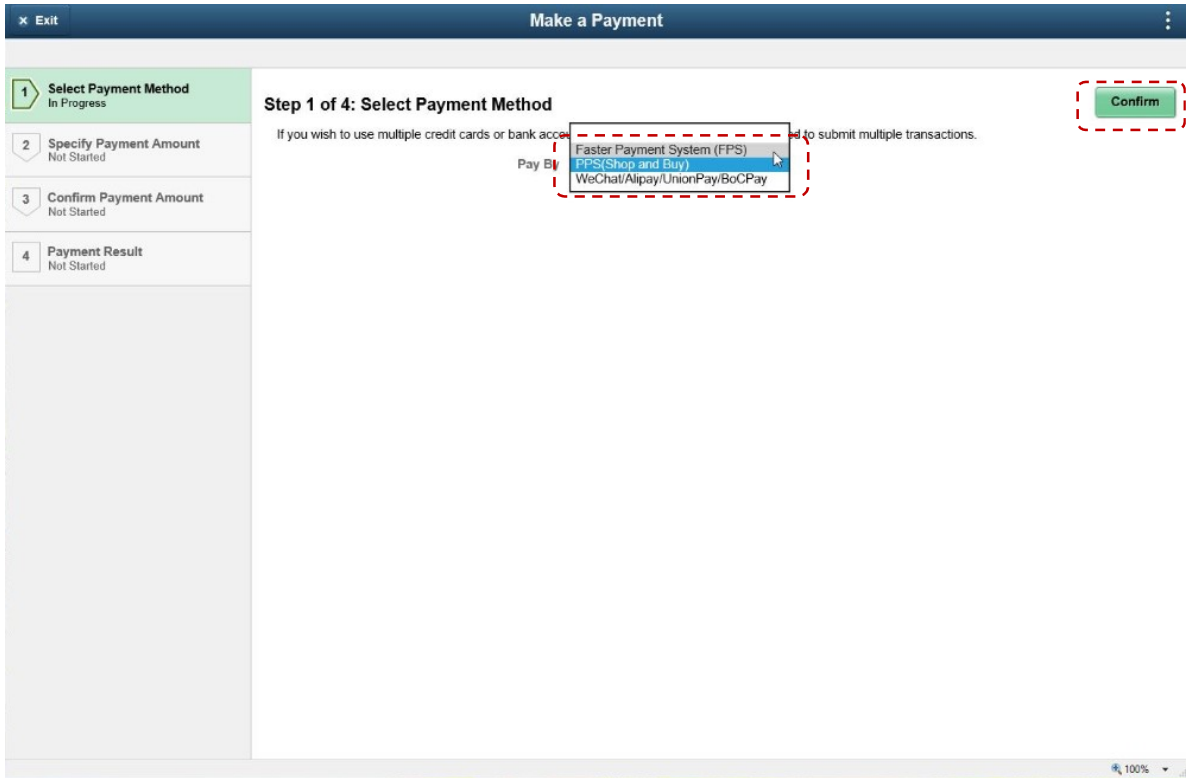 × Exit
Make a Payment
1 Select Payment Method
In Progress
2 Specify Payment Amount
Not Started
3 Confirm Payment Amount
Not Started
4 Payment Result
Not Started
Step 1 of 4: Select Payment Method
Confirm
If you wish to use multiple credit cards or bank to submit multiple transactions.
Pay By
Faster Payment System (FPS)
PPS(Shop and Buy)
WeChat/Alipay/UnionPay/BoCPay
100%